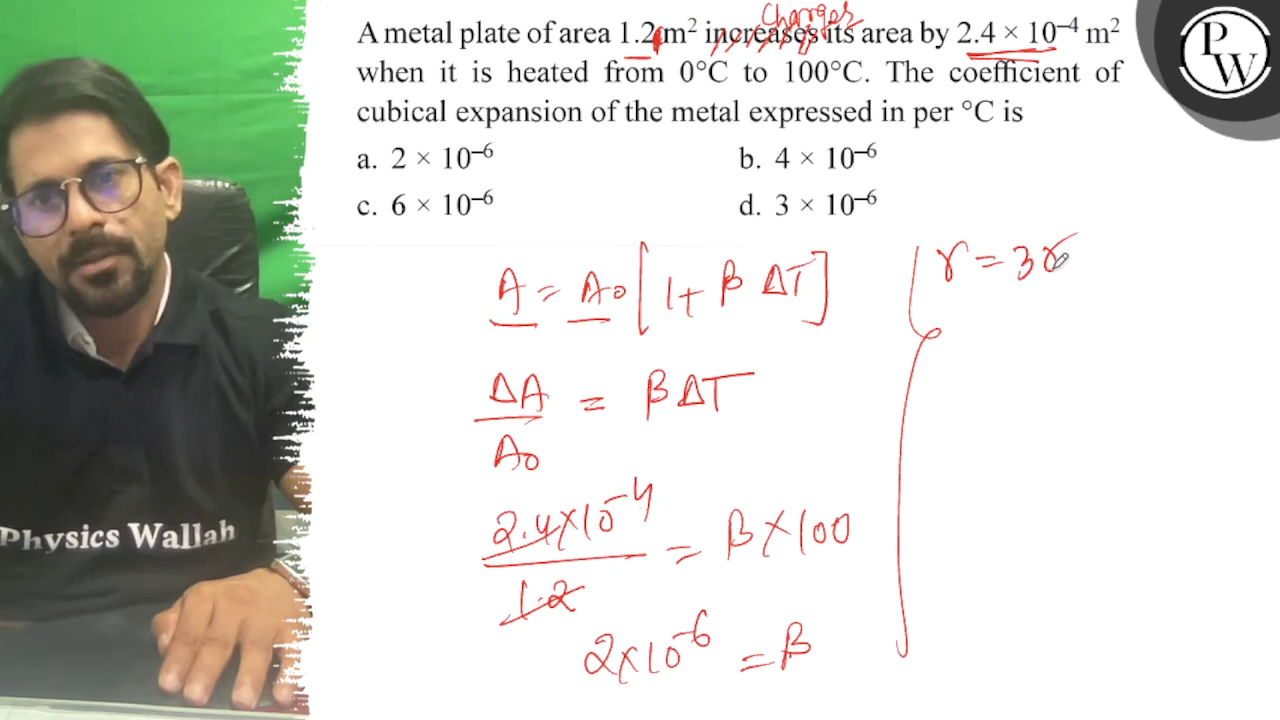 Changes
A metal plate of area 1.2 m² increases its area by 2.4 × 10⁻⁴ m²
when it is heated from 0°C to 100°C. The coefficient of
cubical expansion of the metal expressed in per °C is
a. 2 × 10⁻⁶
b. 4 × 10⁻⁶
c. 6 × 10⁻⁶
d. 3 × 10⁻⁶
A = A₀ [1 + β ΔT]
ΔA / A₀ = β ΔT
2.4×10⁻⁴ / 1.2 = β × 100
2×10⁻⁶ = β
γ = 3
PW
Physics Wallah